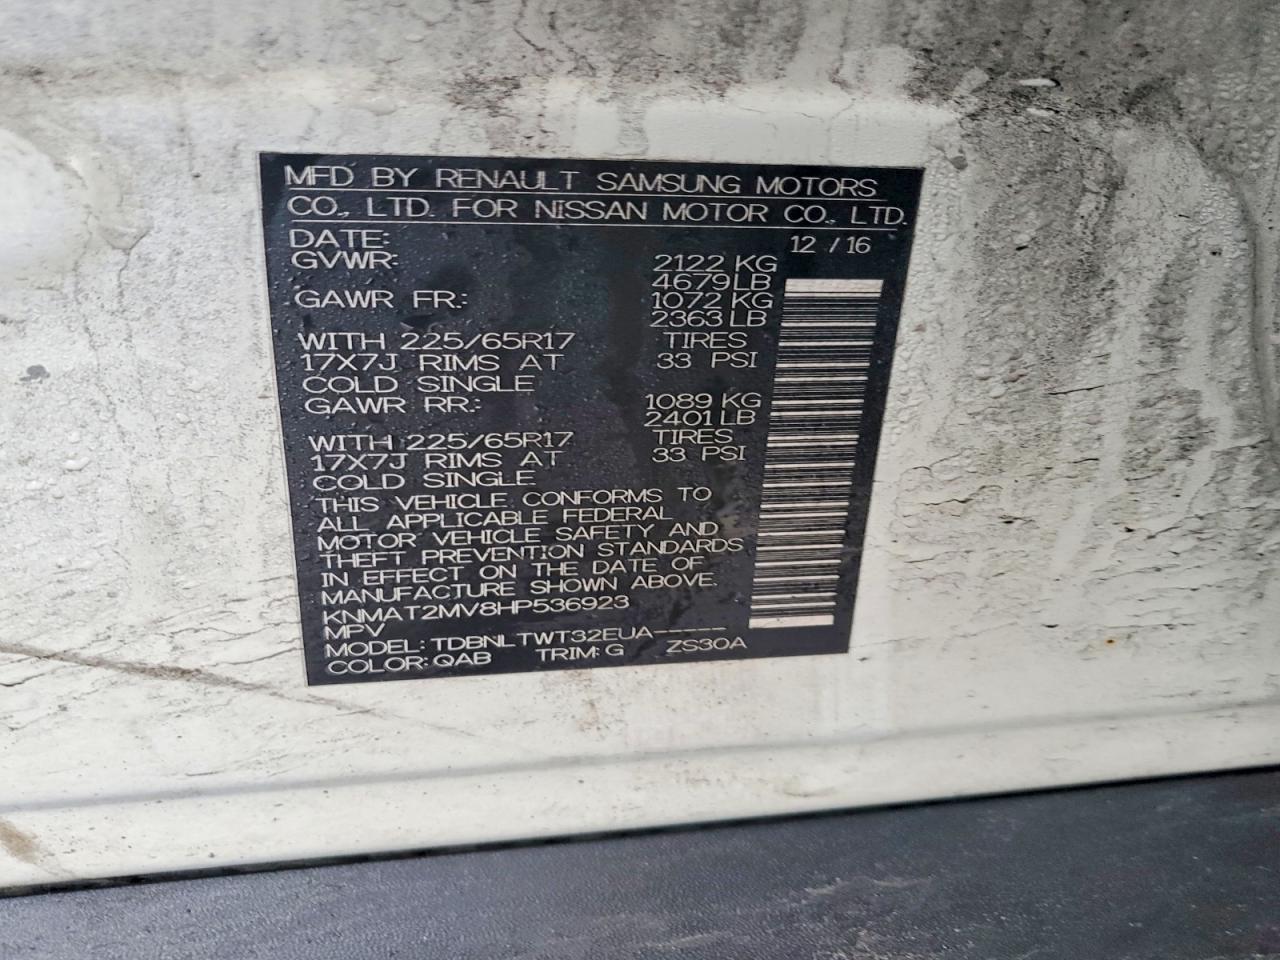 MFD BY RENAULT SAMSUNG MOTORS
CO., LTD. FOR NISSAN MOTOR CO., LTD.
DATE: 12 / 16
GVWR: 2122 KG
4679 LB
GAWR FR.: 1072 KG
2363 LB
WITH 225/65R17 TIRES
17X7J RIMS AT 33 PSI
COLD SINGLE
GAWR RR.: 1089 KG
2401 LB
WITH 225/65R17 TIRES
17X7J RIMS AT 33 PSI
COLD SINGLE
THIS VEHICLE CONFORMS TO
ALL APPLICABLE FEDERAL
MOTOR VEHICLE SAFETY AND
THEFT PREVENTION STANDARDS
IN EFFECT ON THE DATE OF
MANUFACTURE SHOWN ABOVE.
KNMAT2MV8HP536923
MPV
MODEL: TDBNLTWT32EUA-----
COLOR: QAB TRIM: G ZS30A